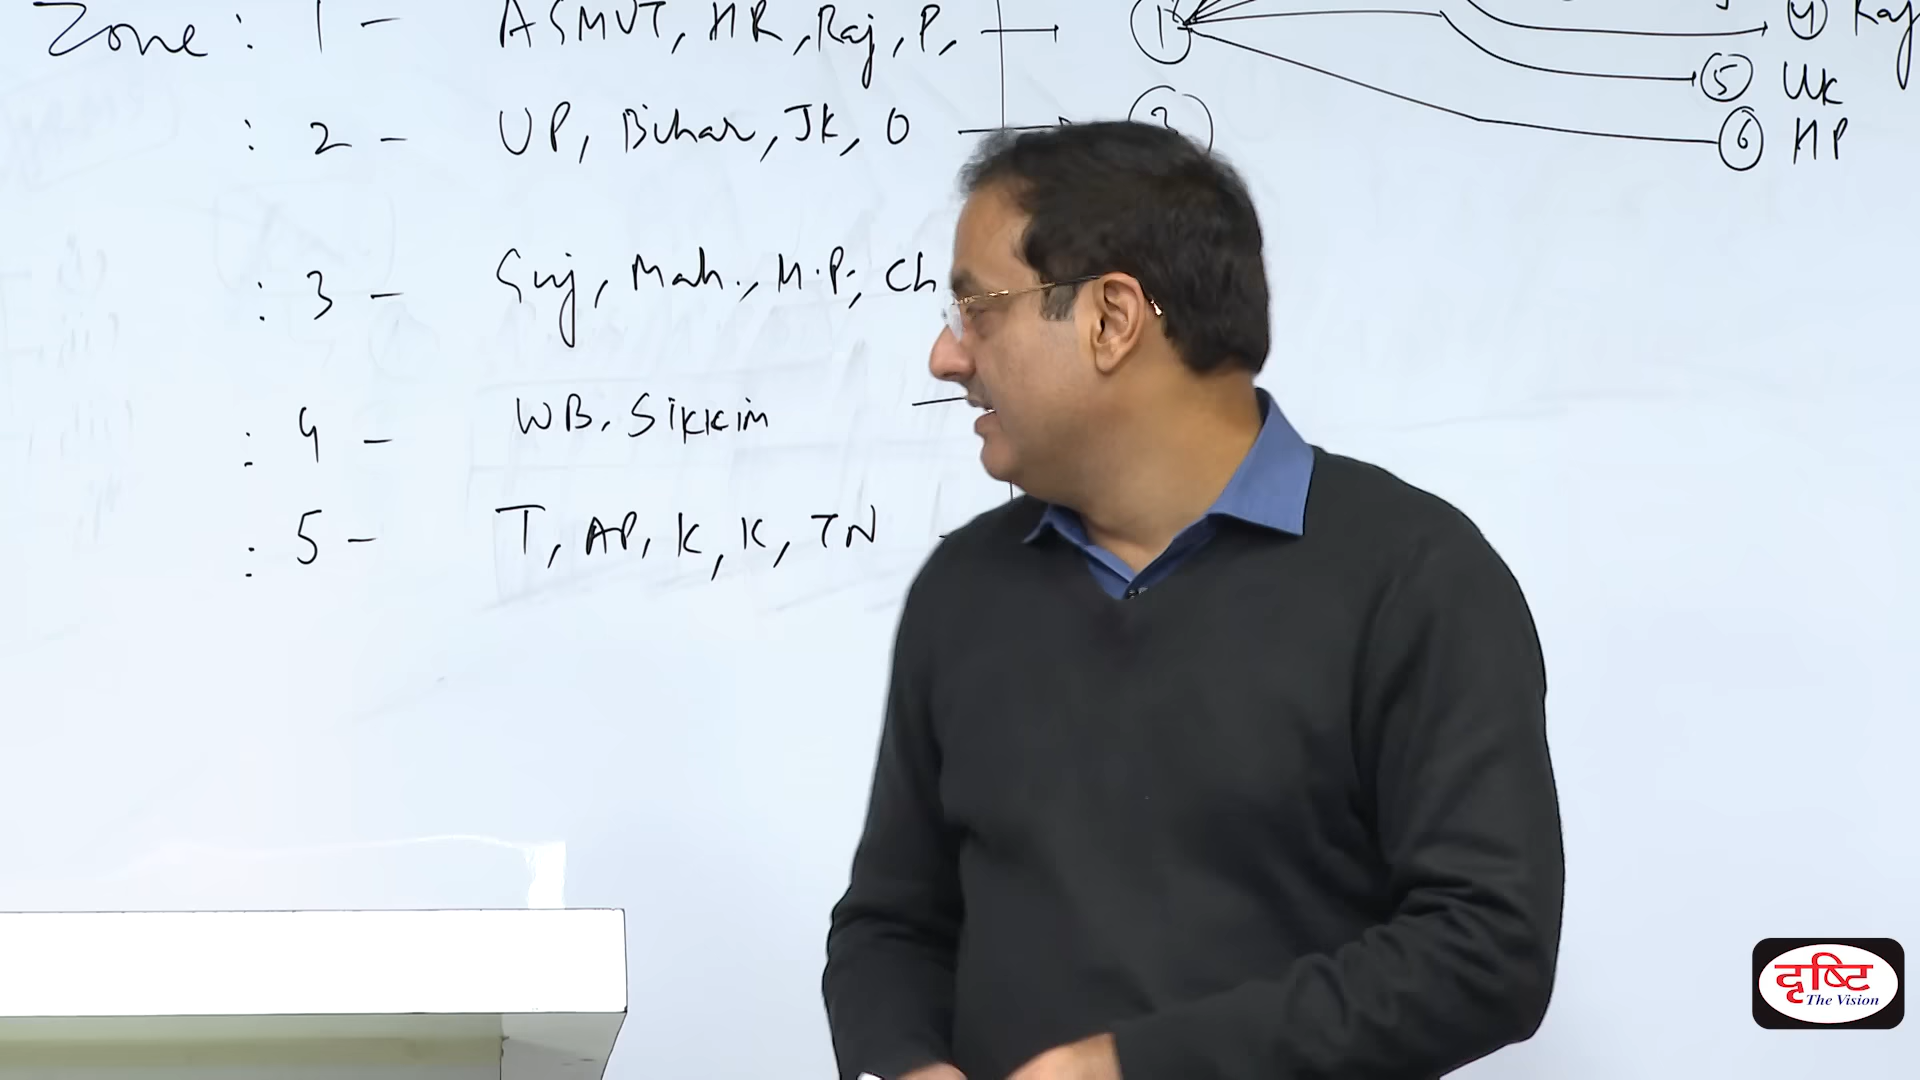 Zone : 1 - ASMUT, HR, Raj, P, → 1
4 Raj
5 UK
: 2 - UP, Bihar, JK, O →
6 HP
: 3 - Guj, Mah., M.P., Ch
: 4 - WB, Sikkim
: 5 - T, AP, K, K, TN
दृष्टि
The Vision